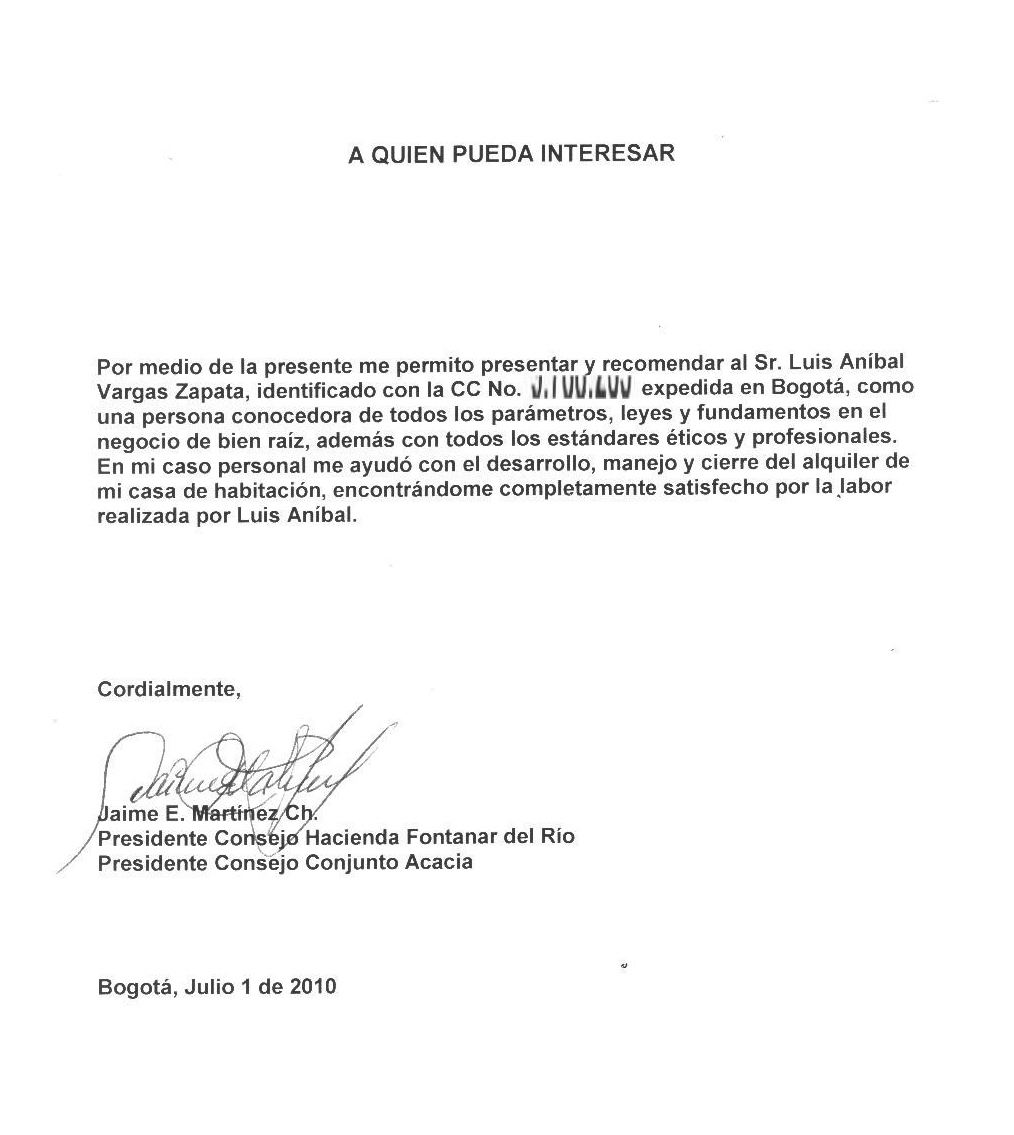 A QUIEN PUEDA INTERESAR
Por medio de la presente me permito presentar y recomendar al Sr. Luis Aníbal
Vargas Zapata, identificado con la CC No. expedida en Bogotá, como
una persona conocedora de todos los parámetros, leyes y fundamentos en el
negocio de bien raíz, además con todos los estándares éticos y profesionales.
En mi caso personal me ayudó con el desarrollo, manejo y cierre del alquiler de
mi casa de habitación, encontrándome completamente satisfecho por la labor
realizada por Luis Aníbal.
Cordialmente,
Jaime E. Martínez Ch.
Presidente Consejo Hacienda Fontanar del Río
Presidente Consejo Conjunto Acacia
Bogotá, Julio 1 de 2010